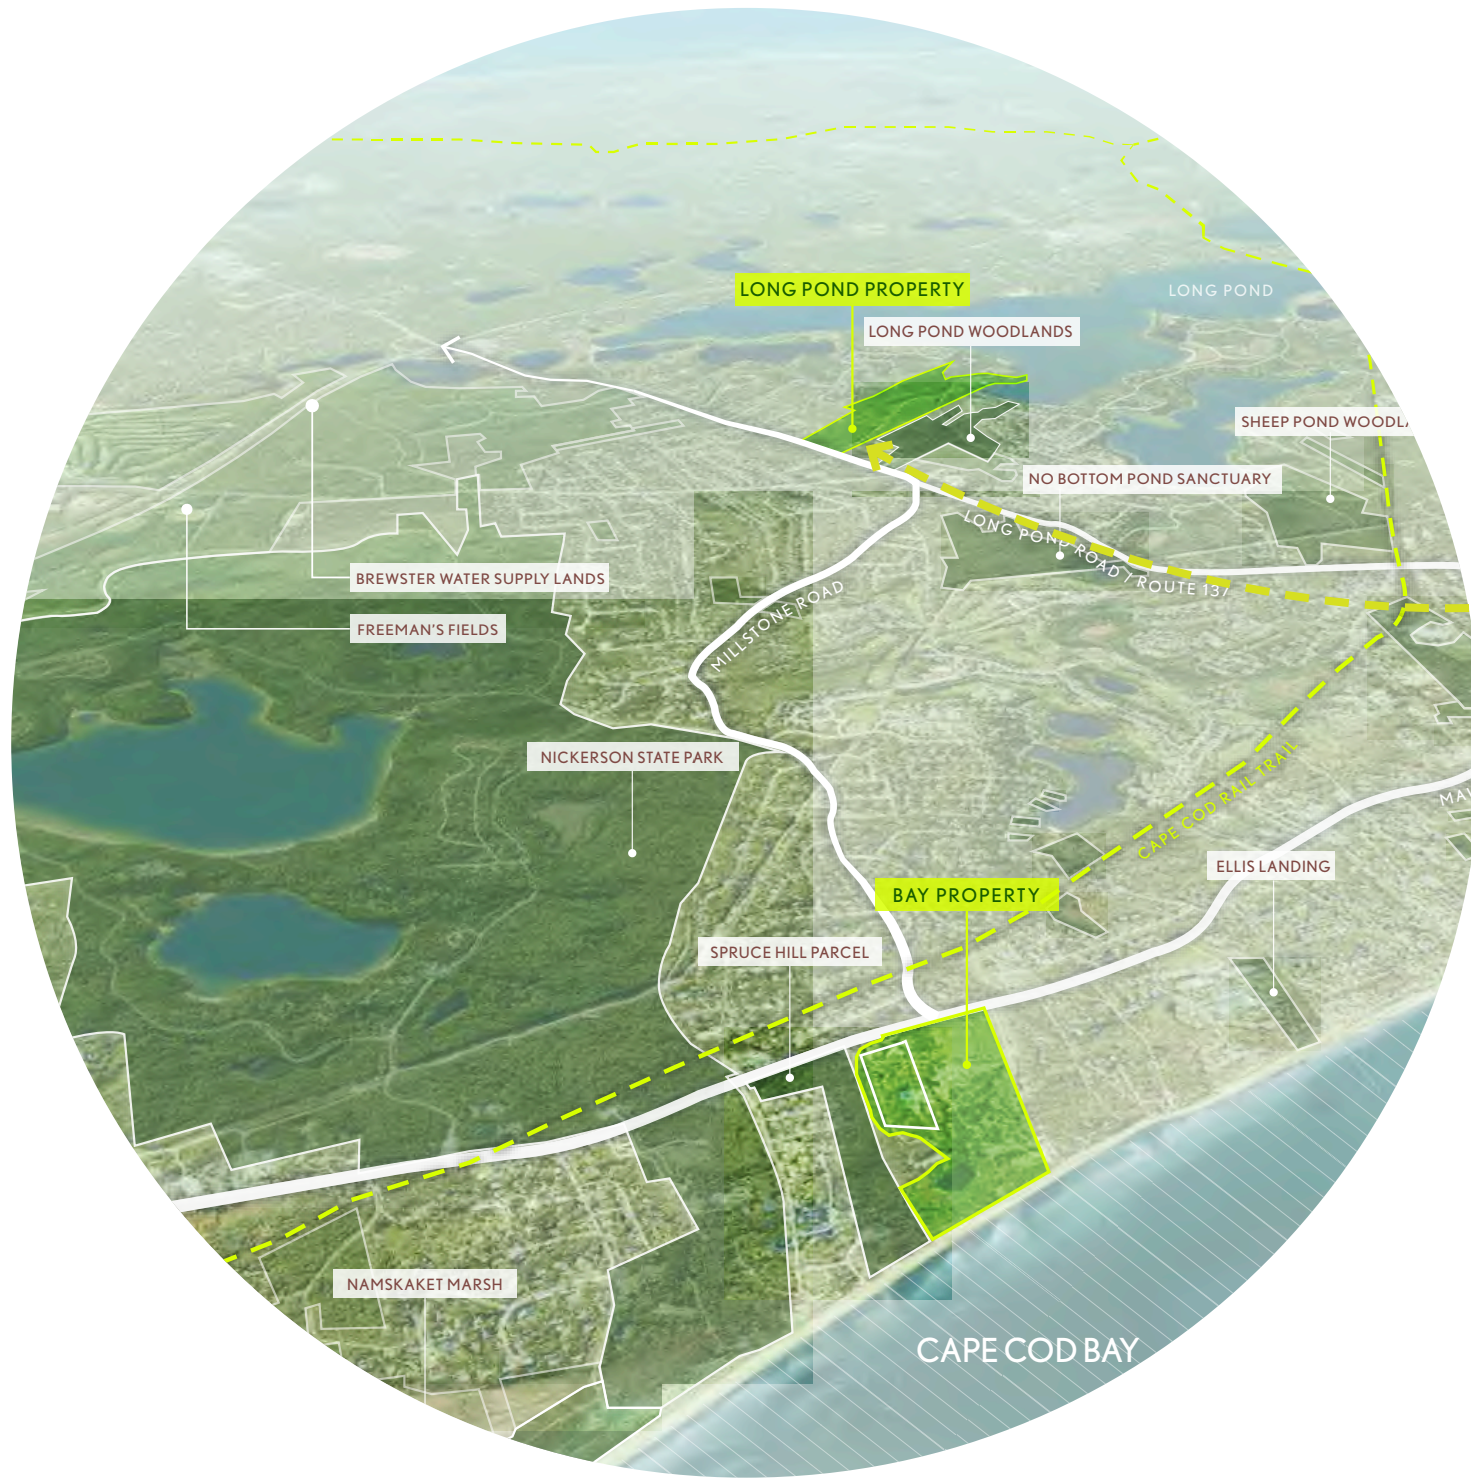 LONG POND PROPERTY
LONG POND
LONG POND WOODLANDS
SHEEP POND
NO BOTTOM POND SANCTUARY
LONG POND ROAD / ROUTE 137
BREWSTER WATER SUPPLY LANDS
MILLSTONE ROAD
FREEMAN'S FIELDS
NICKERSON STATE PARK
CAPE COD RAIL TRAIL
ELLIS LANDING
BAY PROPERTY
SPRUCE HILL PARCEL
NAMSKAKET MARSH
CAPE COD BAY